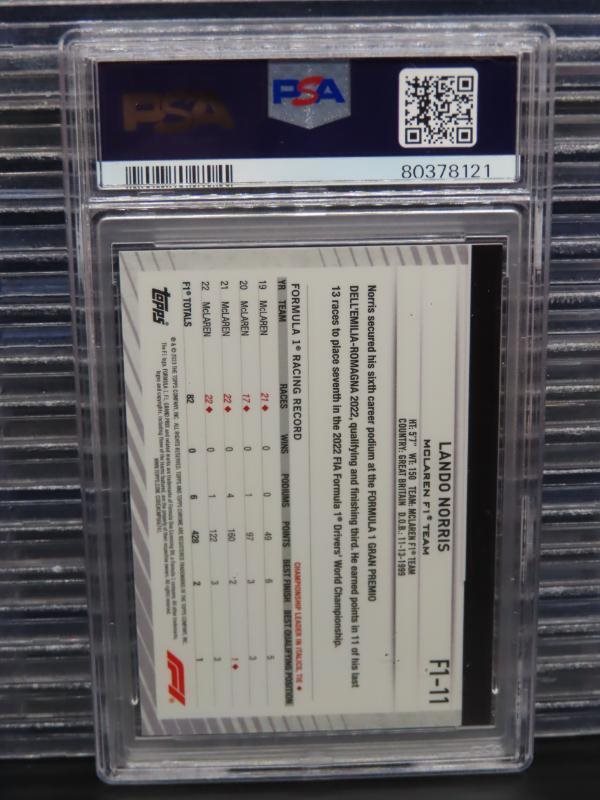 PSA
PSA
80378121
F1-11
LANDO NORRIS
McLAREN F1® TEAM
HT: 5'7" WT: 150 TEAM: McLAREN F1® TEAM
COUNTRY: GREAT BRITAIN D.O.B.: 11-13-1999
Norris secured his sixth career podium at the FORMULA 1 GRAN PREMIO
DELL'EMILIA-ROMAGNA 2022, qualifying and finishing third. He earned points in 11 of his last
13 races to place seventh in the 2022 FIA Formula 1® Drivers' World Championship.
FORMULA 1® RACING RECORD
CHAMPIONSHIP LEADER IN ITALICS, TIE ♦
YR TEAM RACES WINS PODIUMS POINTS BEST FINISH BEST QUALIFYING POSITION
19 McLAREN 21♦ 0 0 49 6 5
20 McLAREN 17♦ 0 1 97 3 3
21 McLAREN 22♦ 0 4 160 2 1♦
22 McLAREN 22♦ 0 1 122 3 3
F1® TOTALS 82 0 6 428 2 1
Topps
F1